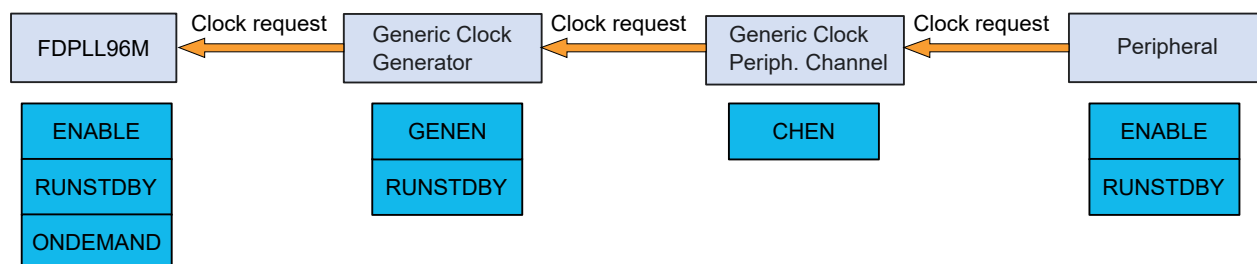 Clock request Clock request Clock request
FDPLL96M
Generic Clock
Generator
Generic Clock
Periph. Channel
Peripheral
ENABLE GENEN CHEN ENABLE
RUNSTDBY RUNSTDBY RUNSTDBY
ONDEMAND